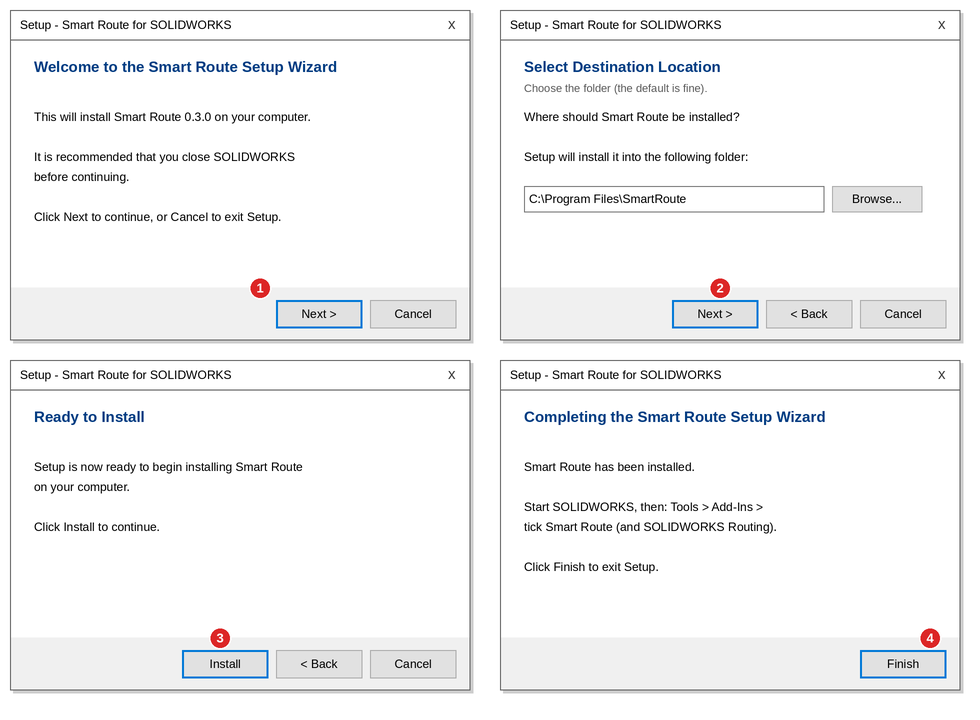 Setup - Smart Route for SOLIDWORKS X
Welcome to the Smart Route Setup Wizard
This will install Smart Route 0.3.0 on your computer.
It is recommended that you close SOLIDWORKS
before continuing.
Click Next to continue, or Cancel to exit Setup.
1
Next > Cancel
Setup - Smart Route for SOLIDWORKS X
Select Destination Location
Choose the folder (the default is fine).
Where should Smart Route be installed?
Setup will install it into the following folder:
C:\Program Files\SmartRoute Browse...
2
Next > < Back Cancel
Setup - Smart Route for SOLIDWORKS X
Ready to Install
Setup is now ready to begin installing Smart Route
on your computer.
Click Install to continue.
3
Install < Back Cancel
Setup - Smart Route for SOLIDWORKS X
Completing the Smart Route Setup Wizard
Smart Route has been installed.
Start SOLIDWORKS, then: Tools > Add-Ins >
tick Smart Route (and SOLIDWORKS Routing).
Click Finish to exit Setup.
4
Finish